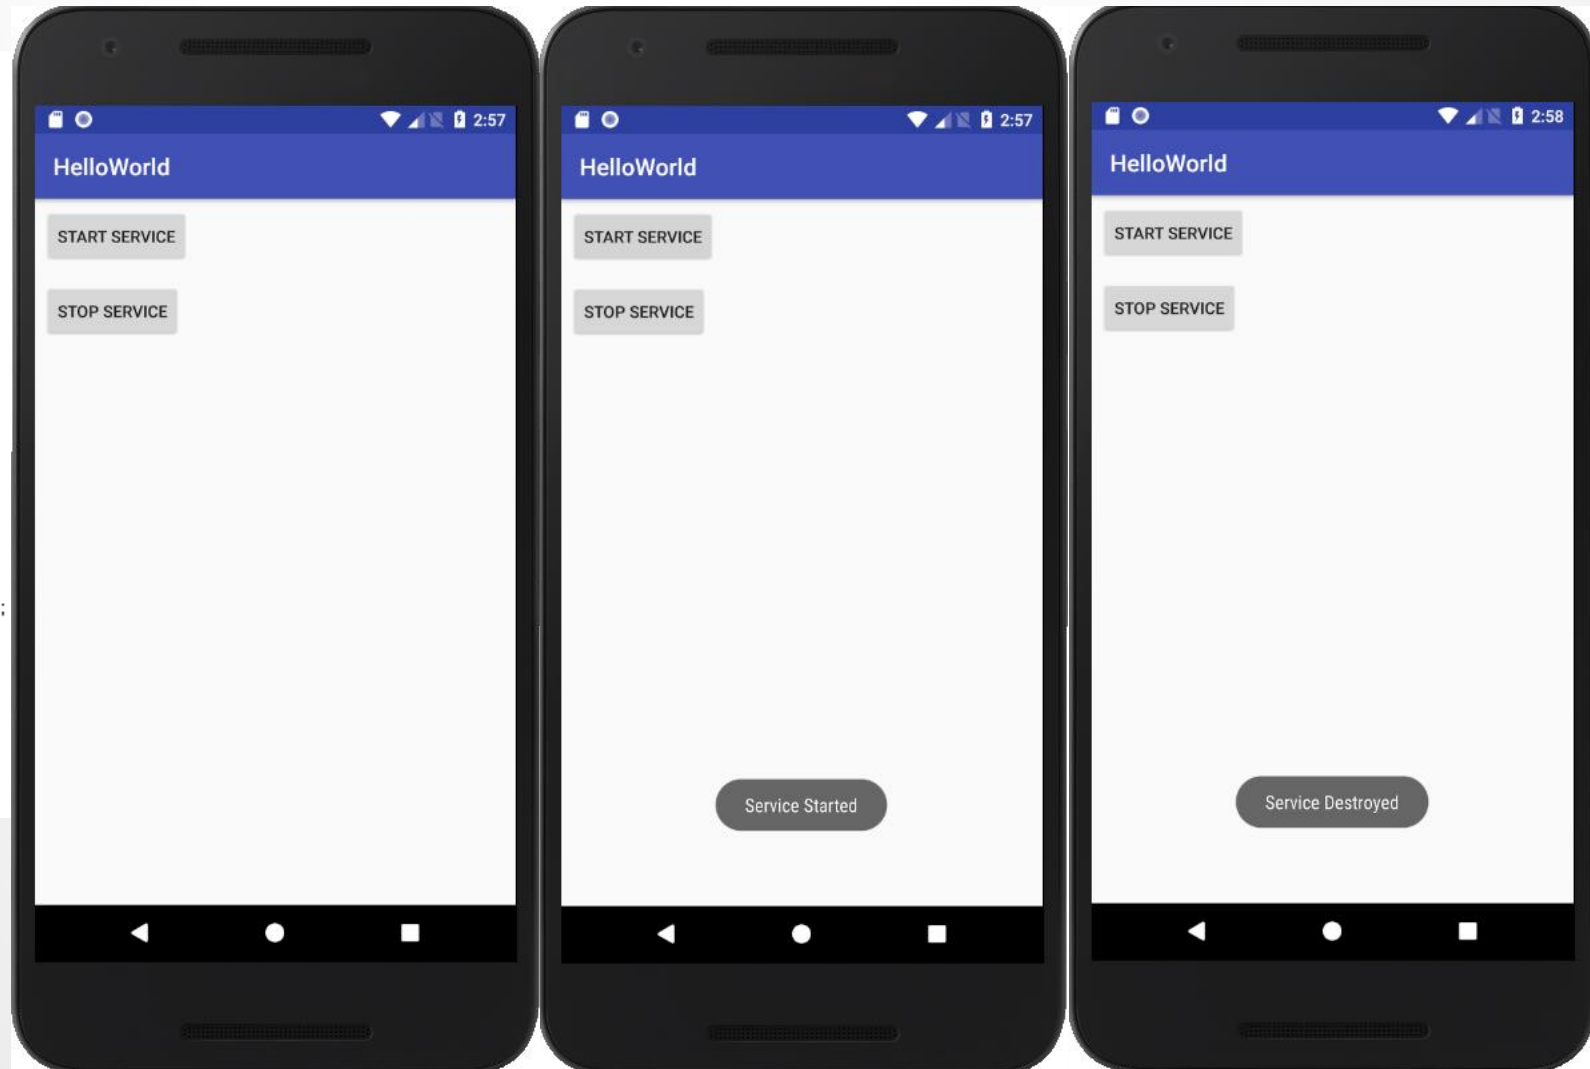 2:57
HelloWorld
START SERVICE
STOP SERVICE
;
2:57
HelloWorld
START SERVICE
STOP SERVICE
Service Started
2:58
HelloWorld
START SERVICE
STOP SERVICE
Service Destroyed